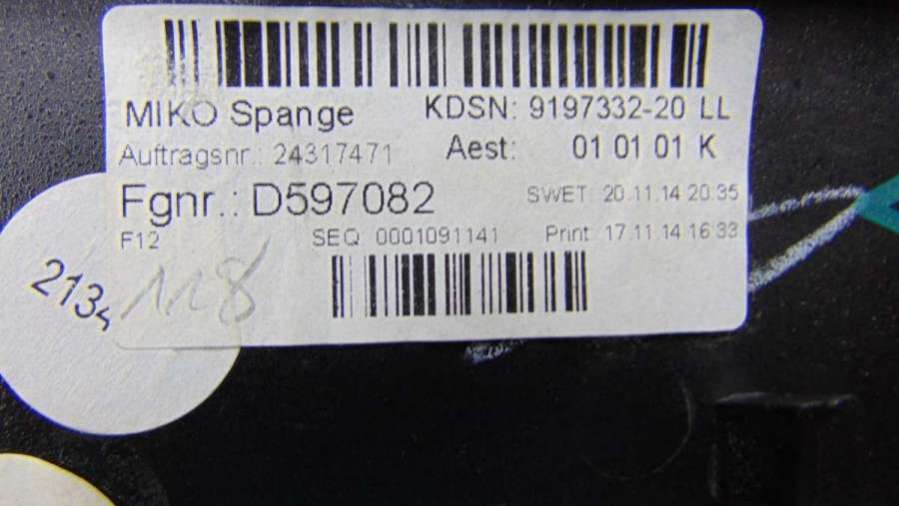 MIKO Spange KDSN: 9197332-20 LL
Auftragsnr.: 24317471 Aest: 01 01 01 K
Fgnr.: D597082 SWET 20.11.14 20.35
F12 SEQ 0001091141 Print 17.11.14 16:33
2134
118